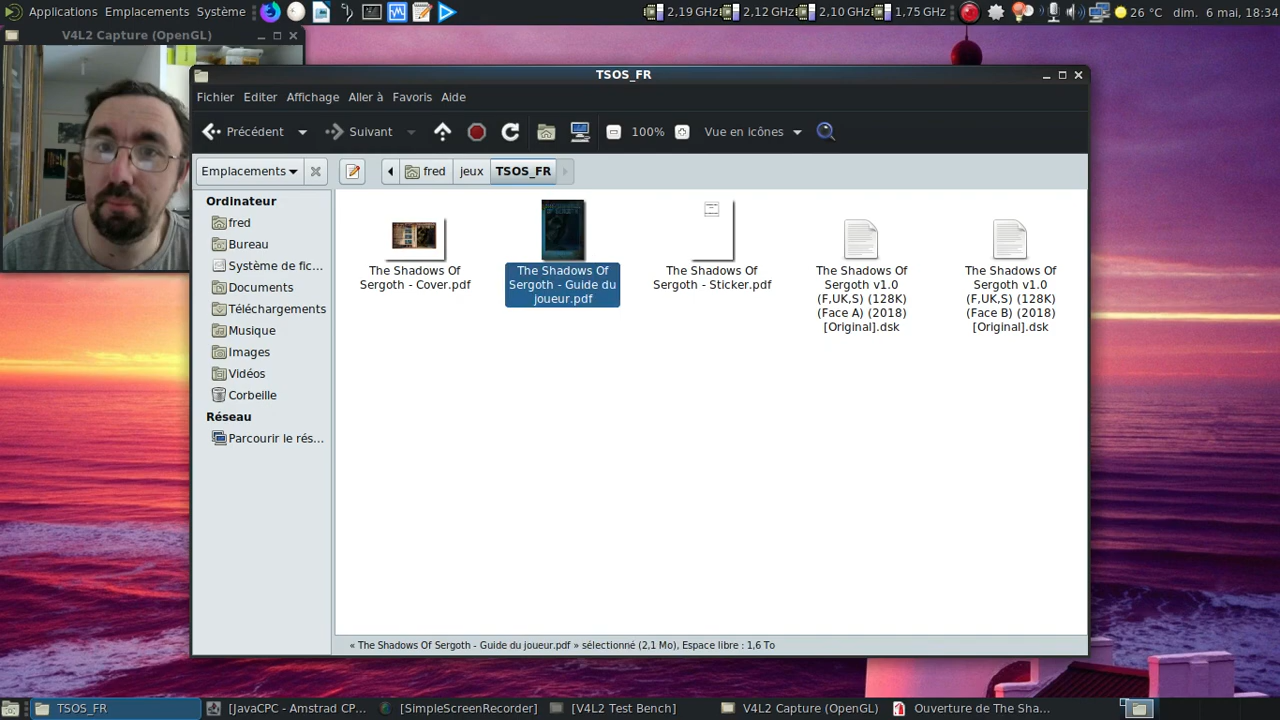 Applications Emplacements Système 2,19 GHz 2,12 GHz 2,10 GHz 1,75 GHz 26 °C dim. 6 mai, 18:34
V4L2 Capture (OpenGL)
TSOS_FR
Fichier Editer Affichage Aller à Favoris Aide
Précédent Suivant 100% Vue en icônes
Emplacements fred jeux TSOS_FR
Ordinateur
fred
Bureau
Système de fic...
Documents
Téléchargements
Musique
Images
Vidéos
Corbeille
Réseau
Parcourir le rés...
The Shadows Of
Sergoth - Cover.pdf
The Shadows Of
Sergoth - Guide du
joueur.pdf
The Shadows Of
Sergoth - Sticker.pdf
The Shadows Of
Sergoth v1.0
(F,UK,S) (128K)
(Face A) (2018)
[Original].dsk
The Shadows Of
Sergoth v1.0
(F,UK,S) (128K)
(Face B) (2018)
[Original].dsk
« The Shadows Of Sergoth - Guide du joueur.pdf » sélectionné (2,1 Mo), Espace libre : 1,6 To
TSOS_FR [JavaCPC - Amstrad CP... [SimpleScreenRecorder] [V4L2 Test Bench] V4L2 Capture (OpenGL) Ouverture de The Sha...